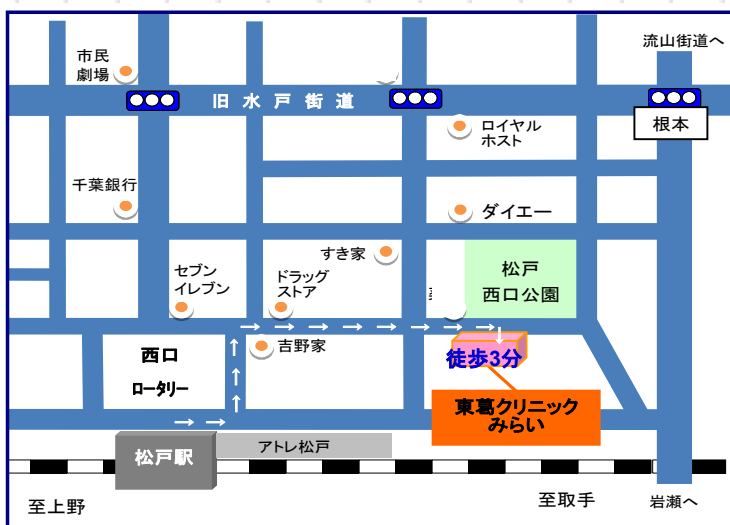 流山街道へ
市民
劇場
旧水戸街道
ロイヤル
ホスト
根本
千葉銀行
ダイエー
すき家
セブン
イレブン
ドラッグ
ストア
松戸
西口公園
西口
ロータリー
吉野家
徒歩3分
東葛クリニック
みらい
アトレ松戸
松戸駅
至上野
至取手
岩瀬へ